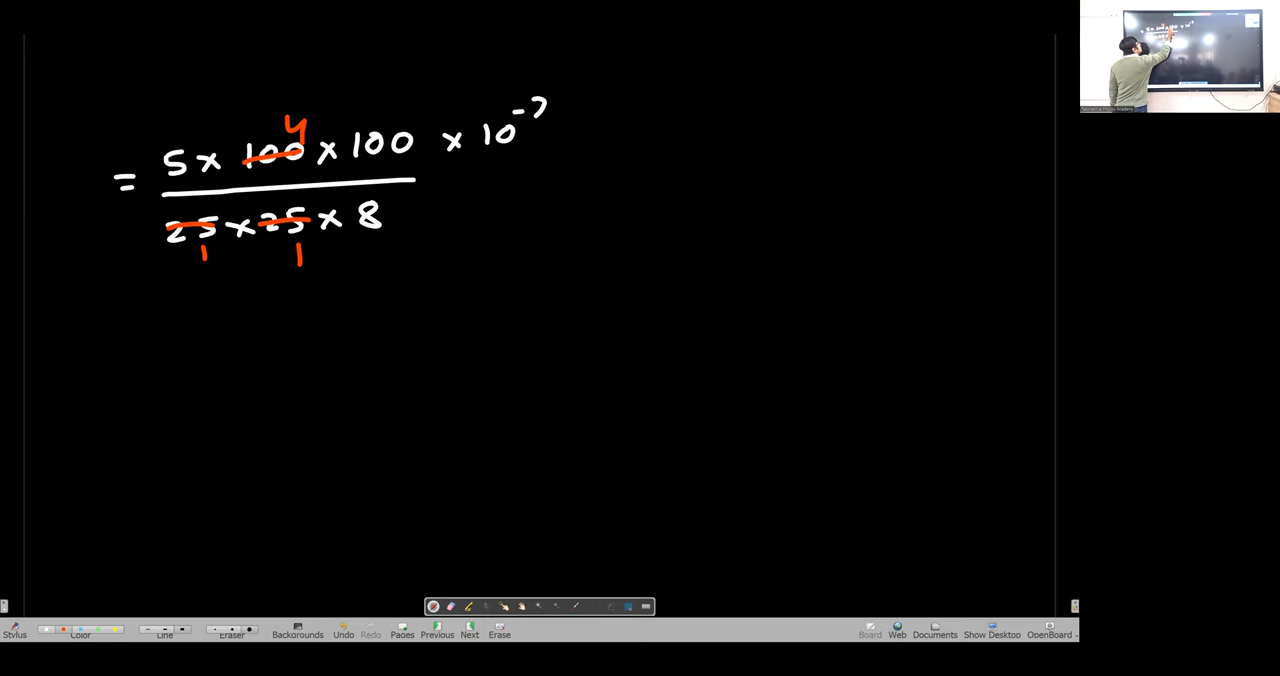 4
= 5 x 100 x 100 x 10^-7
25 x 25 x 8
1 1
Stylus Color Line Eraser Backgrounds Undo Redo Pages Previous Next Erase Board Web Documents Show Desktop OpenBoard